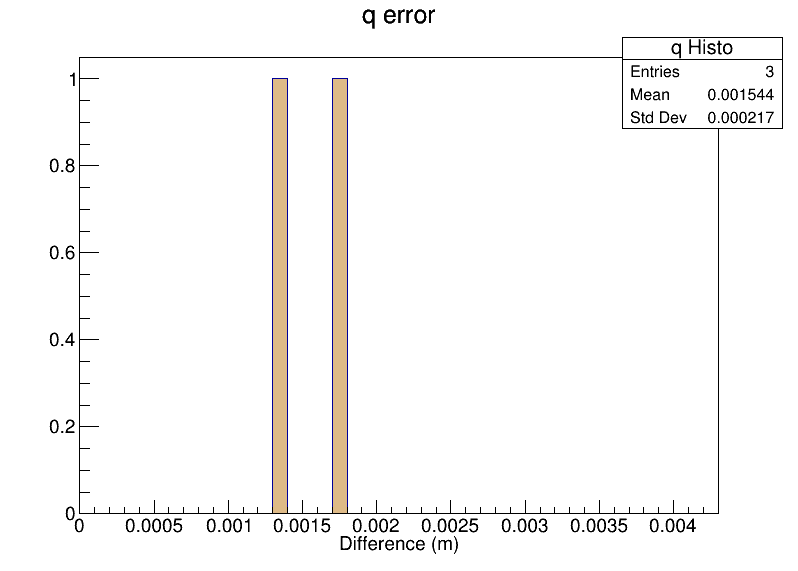 q error
q Histo
Entries 3
Mean 0.001544
Std Dev 0.000217
1
0.8
0.6
0.4
0.2
0
0 0.0005 0.001 0.0015 0.002 0.0025 0.003 0.0035 0.004
Difference (m)